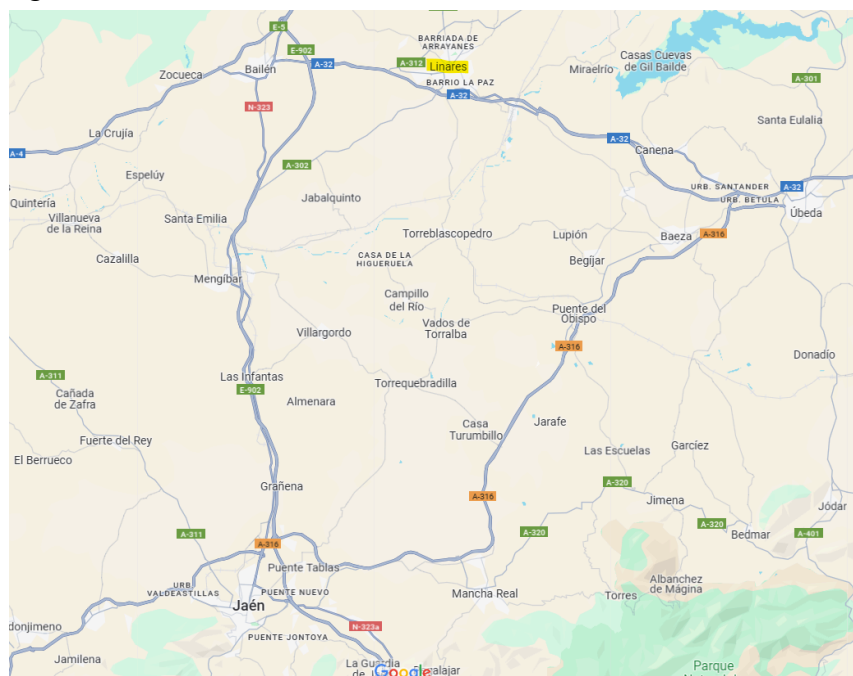 E-5
BARRIADA DE
ARRAYANES
E-902
A-312
Linares
A-32
Bailén
Zocueca
BARRIO LA PAZ
Miraelrío
Casas Cuevas
de Gil Bailde
A-301
A-32
N-323
Santa Eulalia
La Crujía
A-4
A-32
Canena
A-302
Espelúy
URB. SANTANDER
A-32
URB. BETULA
Jabalquinto
Quintería
Villanueva
de la Reina
Santa Emilia
Úbeda
Torreblascopedro
Lupión
Baeza
A-316
Cazalilla
CASA DE LA
HIGUERUELA
Begíjar
Mengíbar
Campillo
del Río
Puente del
Obispo
Villargordo
Vados de
Torralba
A-316
Donadío
A-311
Las Infantas
Torrequebradilla
E-902
Cañada
de Zafra
Almenara
Casa
Turumbillo
Jarafe
Fuerte del Rey
Garcíez
Las Escuelas
El Berrueco
Grañena
A-316
A-320
Jimena
Jódar
A-320
A-320
Bedmar
A-401
A-311
A-316
Puente Tablas
Albanchez
de Mágina
URB.
VALDEASTILLAS
PUENTE NUEVO
Mancha Real
Torres
Jaén
N-323a
donjimeno
PUENTE JONTOYA
Jamilena
La Guardia
de J
Google
galajar
Parque